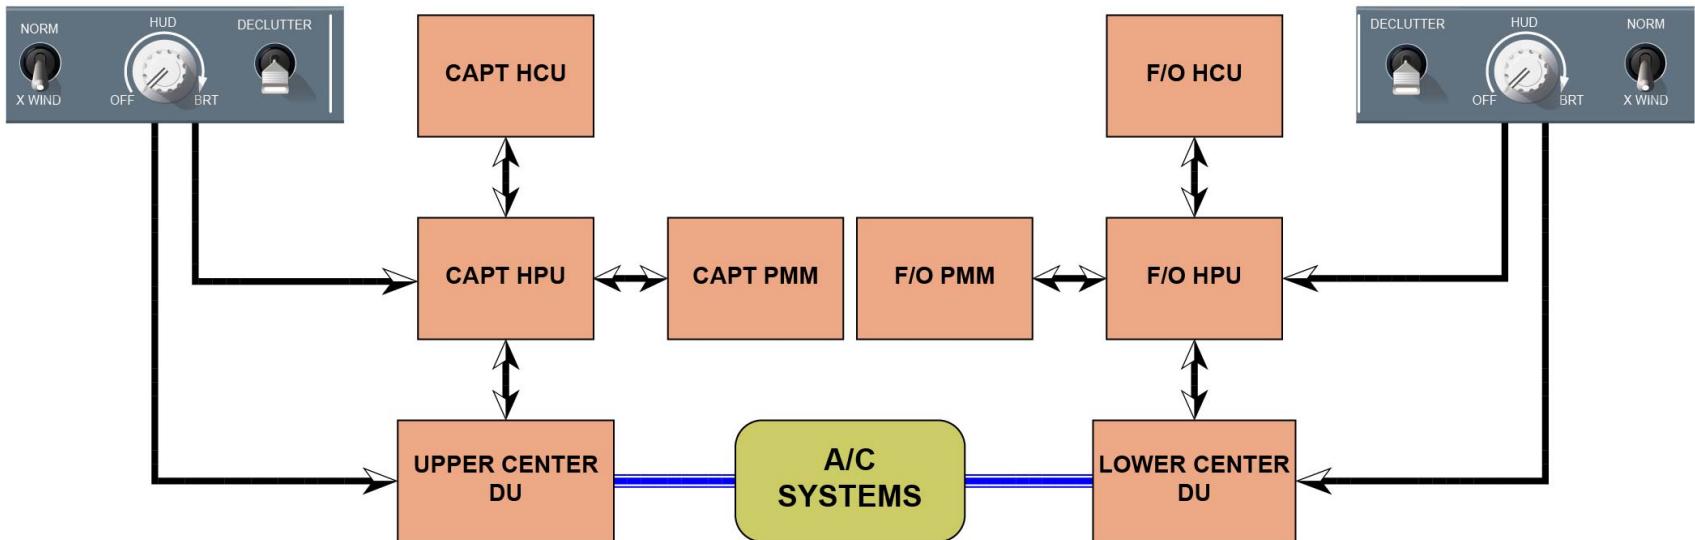 NORM
HUD
DECLUTTER
X WIND
OFF
BRT
CAPT HCU
F/O HCU
DECLUTTER
HUD
NORM
OFF
BRT
X WIND
CAPT HPU
CAPT PMM
F/O PMM
F/O HPU
UPPER CENTER
DU
A/C
SYSTEMS
LOWER CENTER
DU